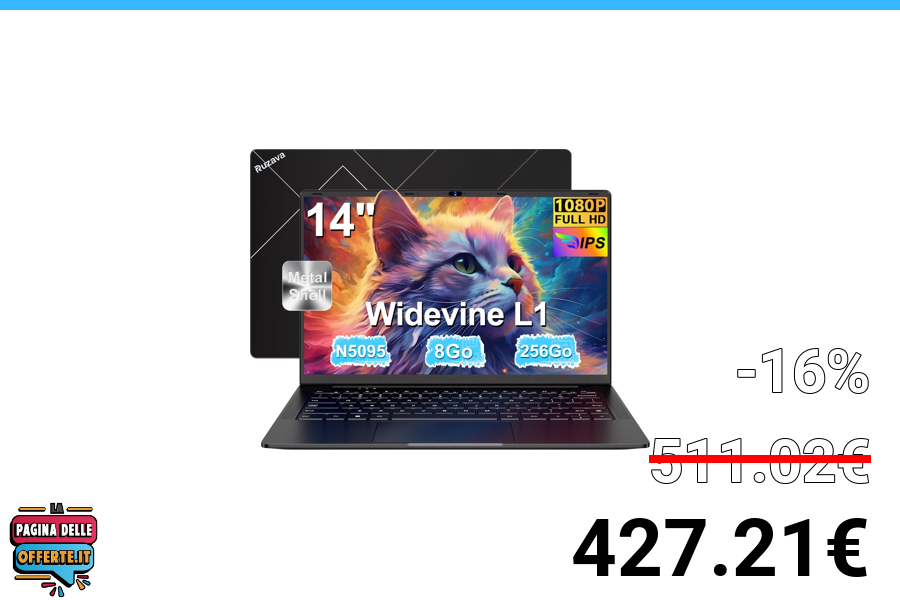 Ruzava
14"
1080P
FULL HD
IPS
Metal
Shell
Widevine L1
N5095
8Go
256Go
-16%
511.02€
427.21€
LA
PAGINA DELLE
OFFERTE.IT